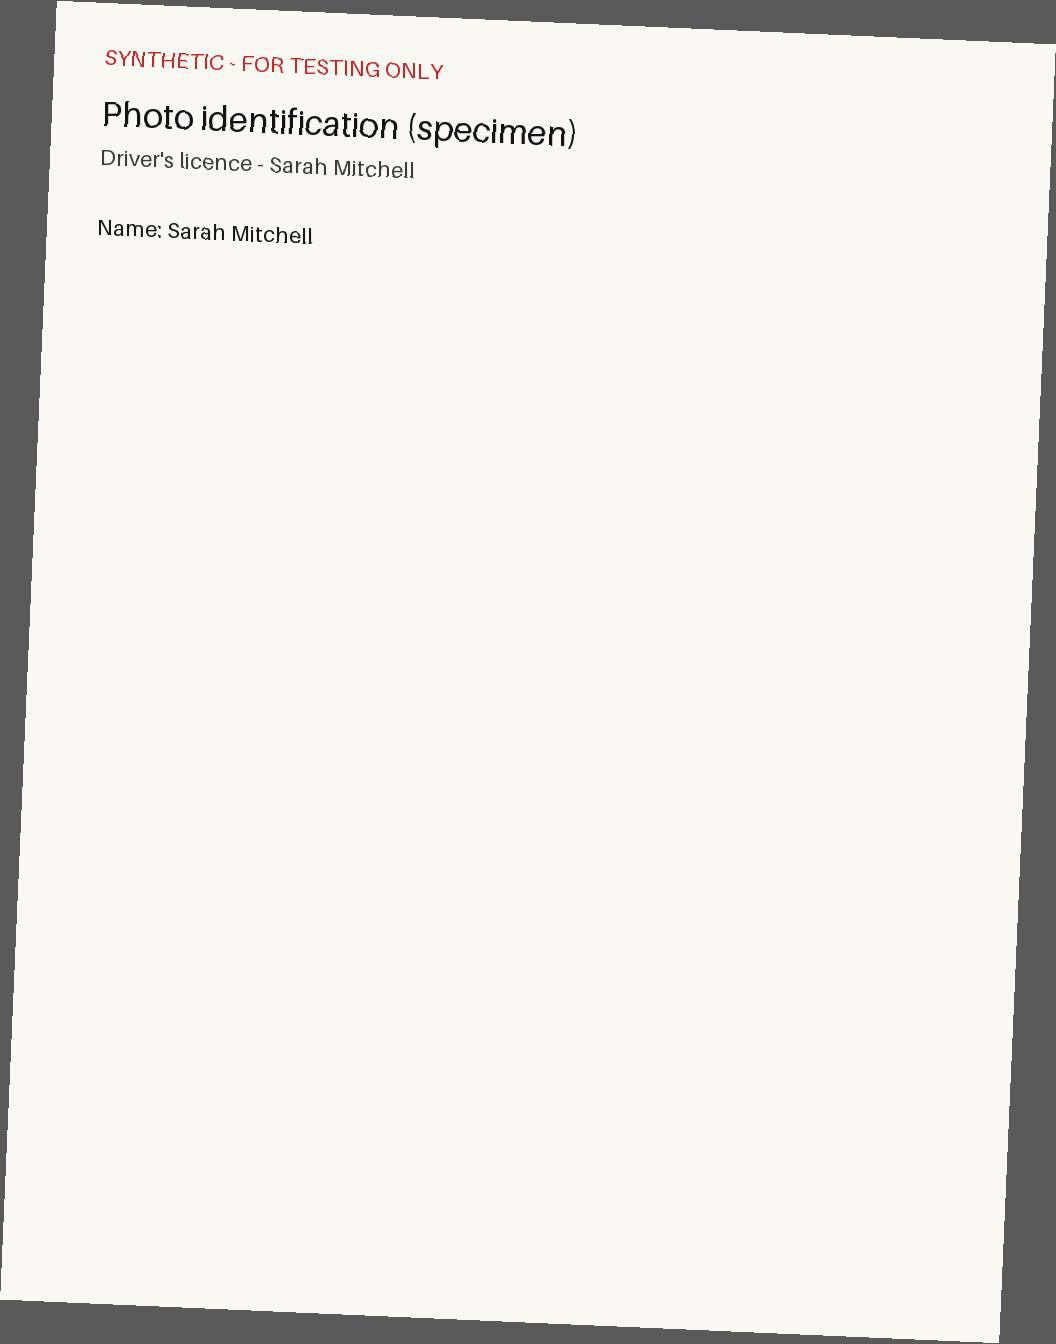 SYNTHETIC - FOR TESTING ONLY
Photo identification (specimen)
Driver's licence - Sarah Mitchell
Name: Sarah Mitchell